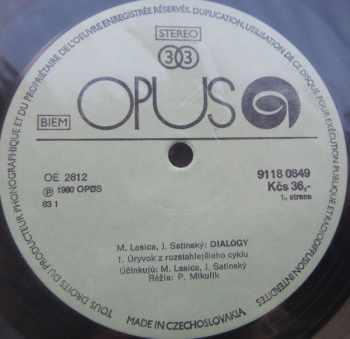 TOUS DROITS DU PRODUCTEUR PHONOGRAPHIQUE ET DU PROPRIÉTAIRE DE L'OEUVRE ENREGISTRÉE RÉSERVÉS. DUPLICATION, UTILISATION DE CE DISQUE POUR EXÉCUTION PUBLIQUE ET RADIODIFFUSION INTERDITES
STEREO
33
OPUS
BIEM
OE 2812
9118 0849
Ⓟ 1980 OPUS
Kčs 36,-
83 1
1. strana
M. Lasica, J. Satinský: DIALÓGY
1. Úryvok z rozsiahlejšieho cyklu
Účinkujú: M. Lasica, J. Satinský
Réžia: P. Mikulík
MADE IN CZECHOSLOVAKIA